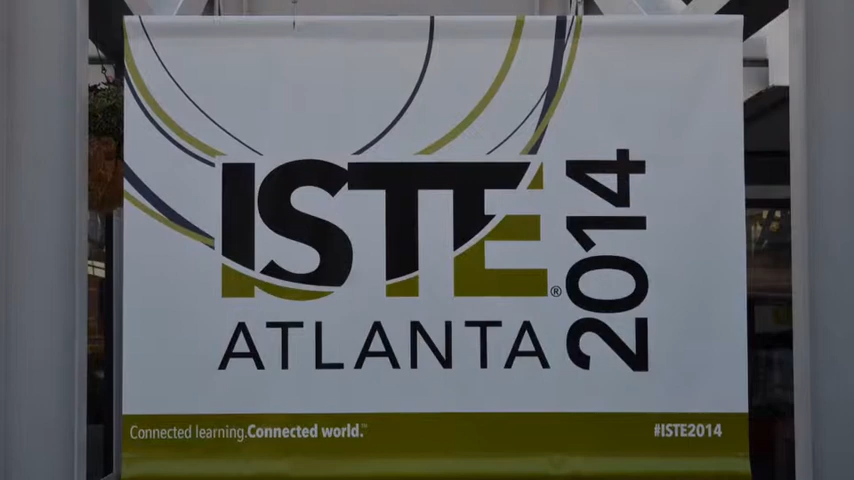 ISTE®
2014
ATLANTA
Connected learning.Connected world.™
#ISTE2014